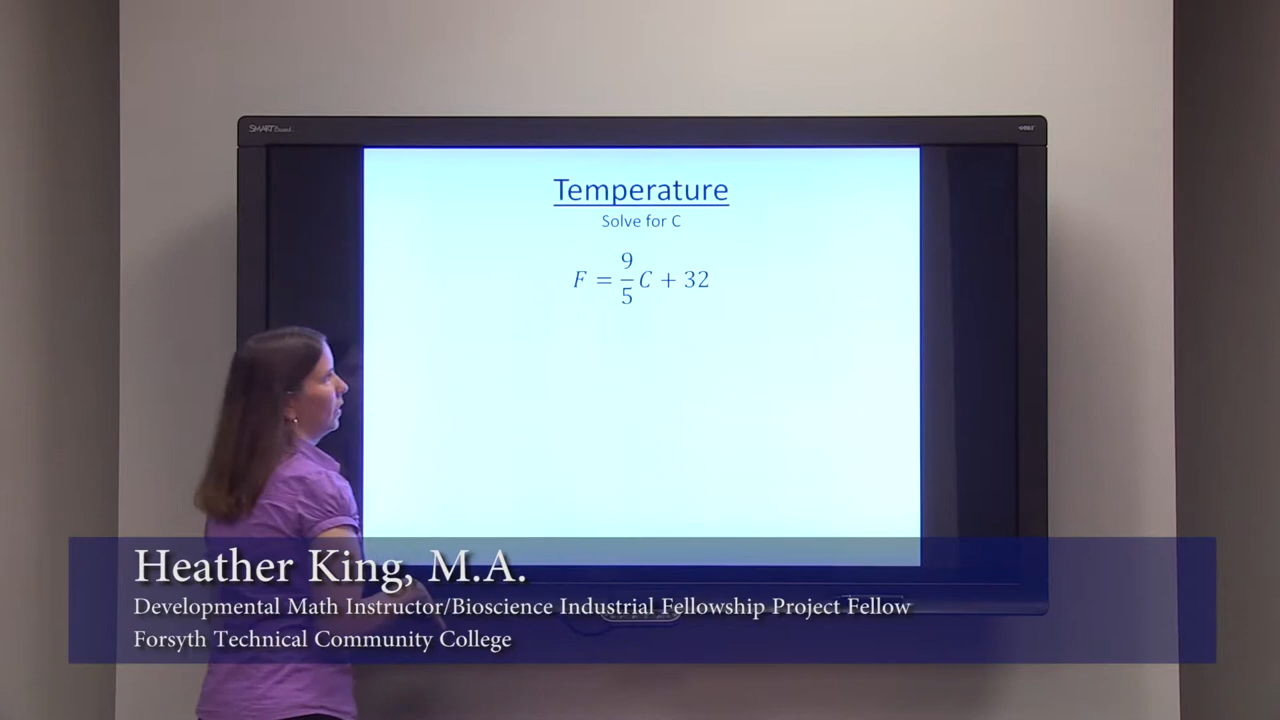 SMART Board
Temperature
Solve for C
F = 9/5 C + 32
Heather King, M.A.
Developmental Math Instructor/Bioscience Industrial Fellowship Project Fellow
Forsyth Technical Community College